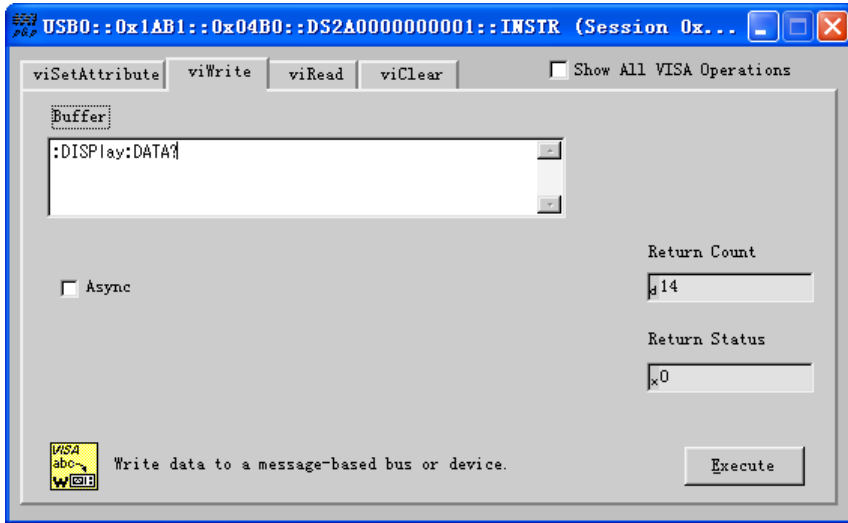 USB0::0x1AB1::0x04B0::DS2A0000000001::INSTR (Session 0x...
viSetAttribute viWrite viRead viClear Show All VISA Operations
Buffer
:DISPlay:DATA?
Return Count
Async
d 14
Return Status
x 0
VISA
abc
W
Write data to a message-based bus or device.
Execute